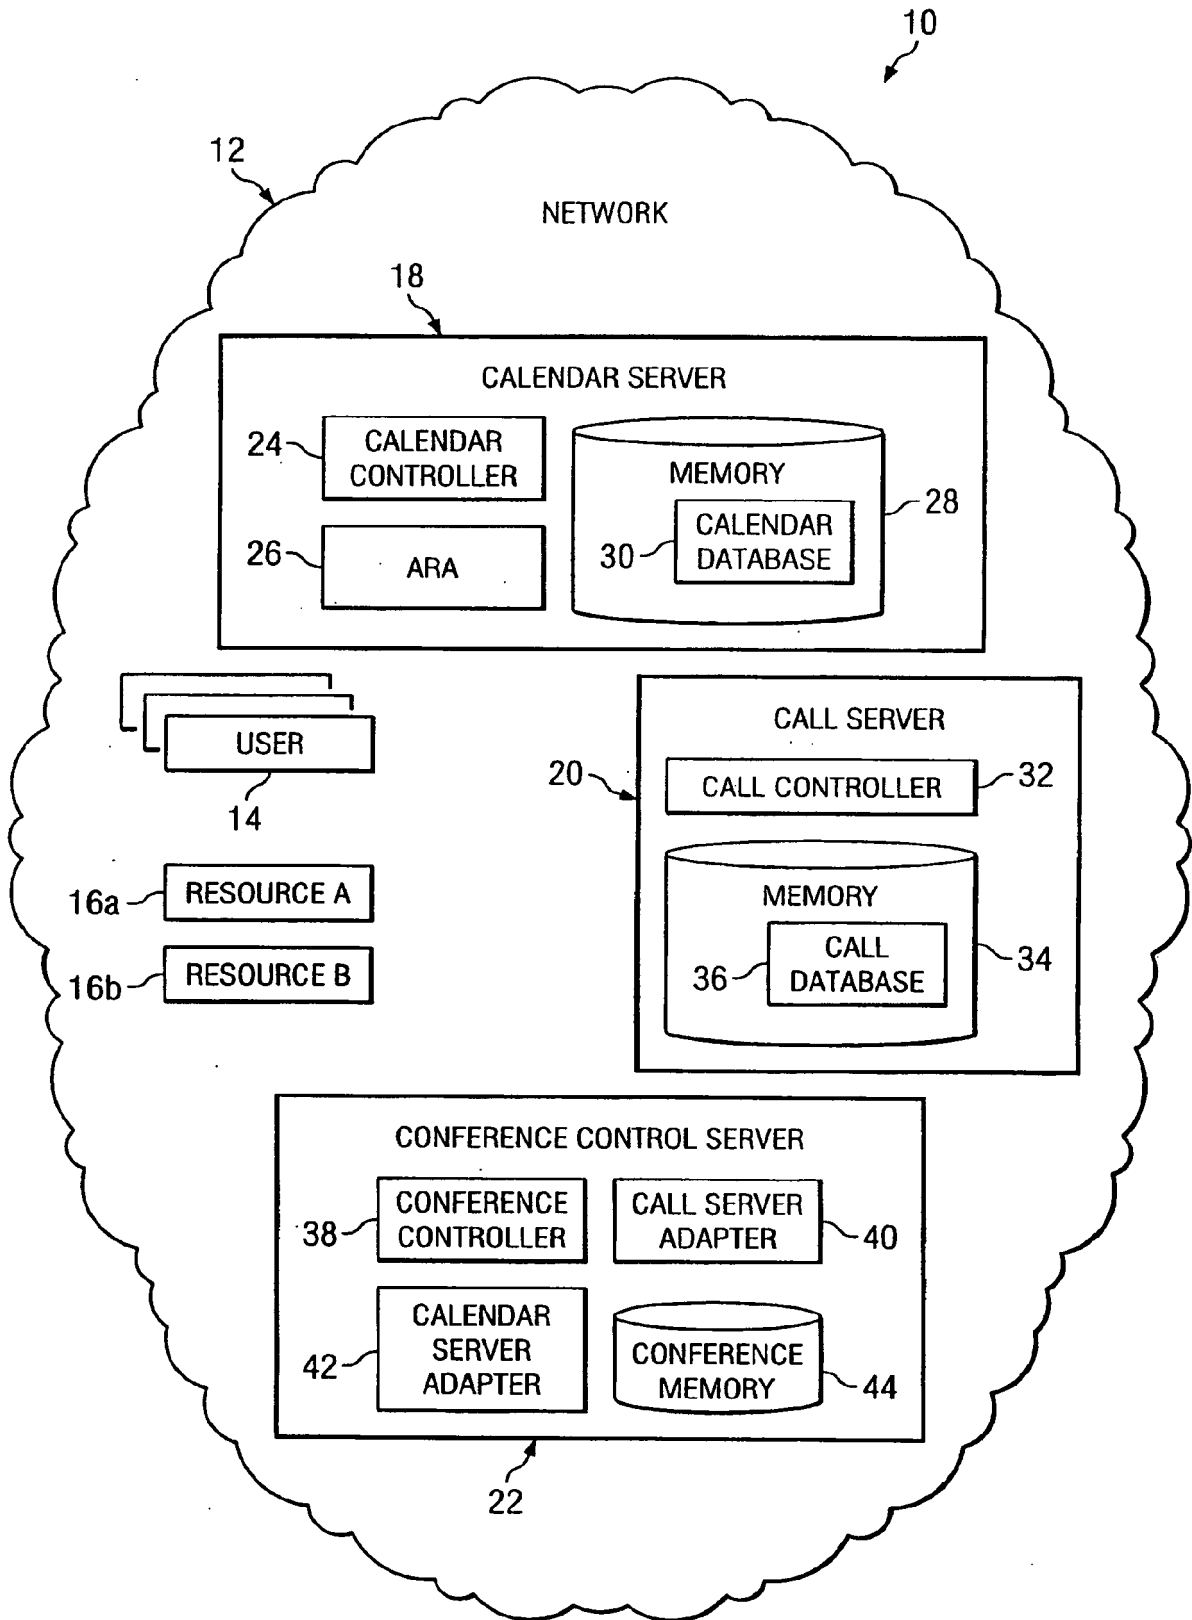 10
12
NETWORK
18
CALENDAR SERVER
24
CALENDAR
CONTROLLER
MEMORY
28
26
ARA
30
CALENDAR
DATABASE
USER
14
CALL SERVER
20
CALL CONTROLLER
32
16a
RESOURCE A
MEMORY
34
16b
RESOURCE B
36
CALL
DATABASE
CONFERENCE CONTROL SERVER
38
CONFERENCE
CONTROLLER
CALL SERVER
ADAPTER
40
42
CALENDAR
SERVER
ADAPTER
CONFERENCE
MEMORY
44
22